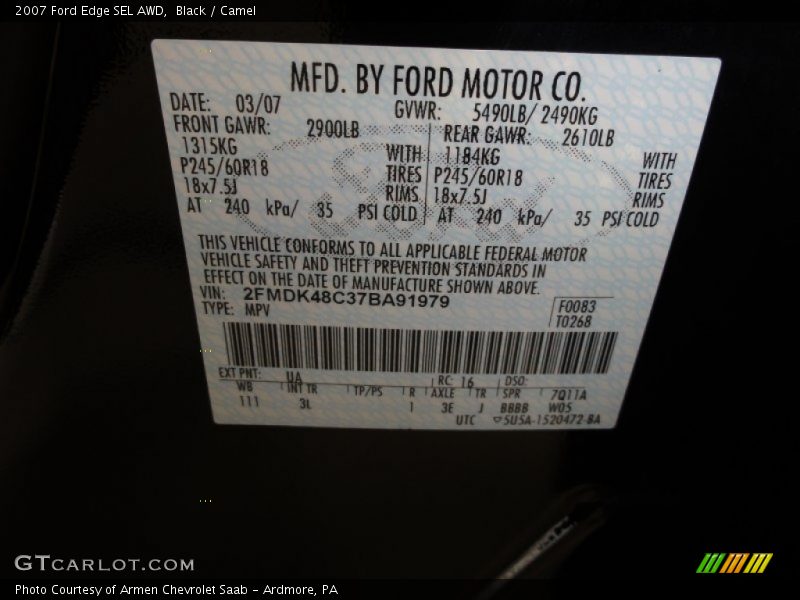 2007 Ford Edge SEL AWD, Black / Camel
MFD. BY FORD MOTOR CO.
DATE: 03/07 GVWR: 5490LB/ 2490KG
FRONT GAWR: 2900LB REAR GAWR: 2610LB
1315KG WITH 1184KG WITH
P245/60R18 TIRES P245/60R18 TIRES
18x7.5J RIMS 18x7.5J RIMS
AT 240 kPa/ 35 PSI COLD AT 240 kPa/ 35 PSI COLD
THIS VEHICLE CONFORMS TO ALL APPLICABLE FEDERAL MOTOR
VEHICLE SAFETY AND THEFT PREVENTION STANDARDS IN
EFFECT ON THE DATE OF MANUFACTURE SHOWN ABOVE.
VIN: 2FMDK48C37BA91979 F0083
TYPE: MPV T0268
EXT PNT: UA RC: 16 DSO:
WB INT TR TP/PS R AXLE TR SPR 7Q11A
111 3L 1 3E J BBBB W05
UTC 5U5A-1520472-BA
GTCARLOT.COM
Photo Courtesy of Armen Chevrolet Saab - Ardmore, PA